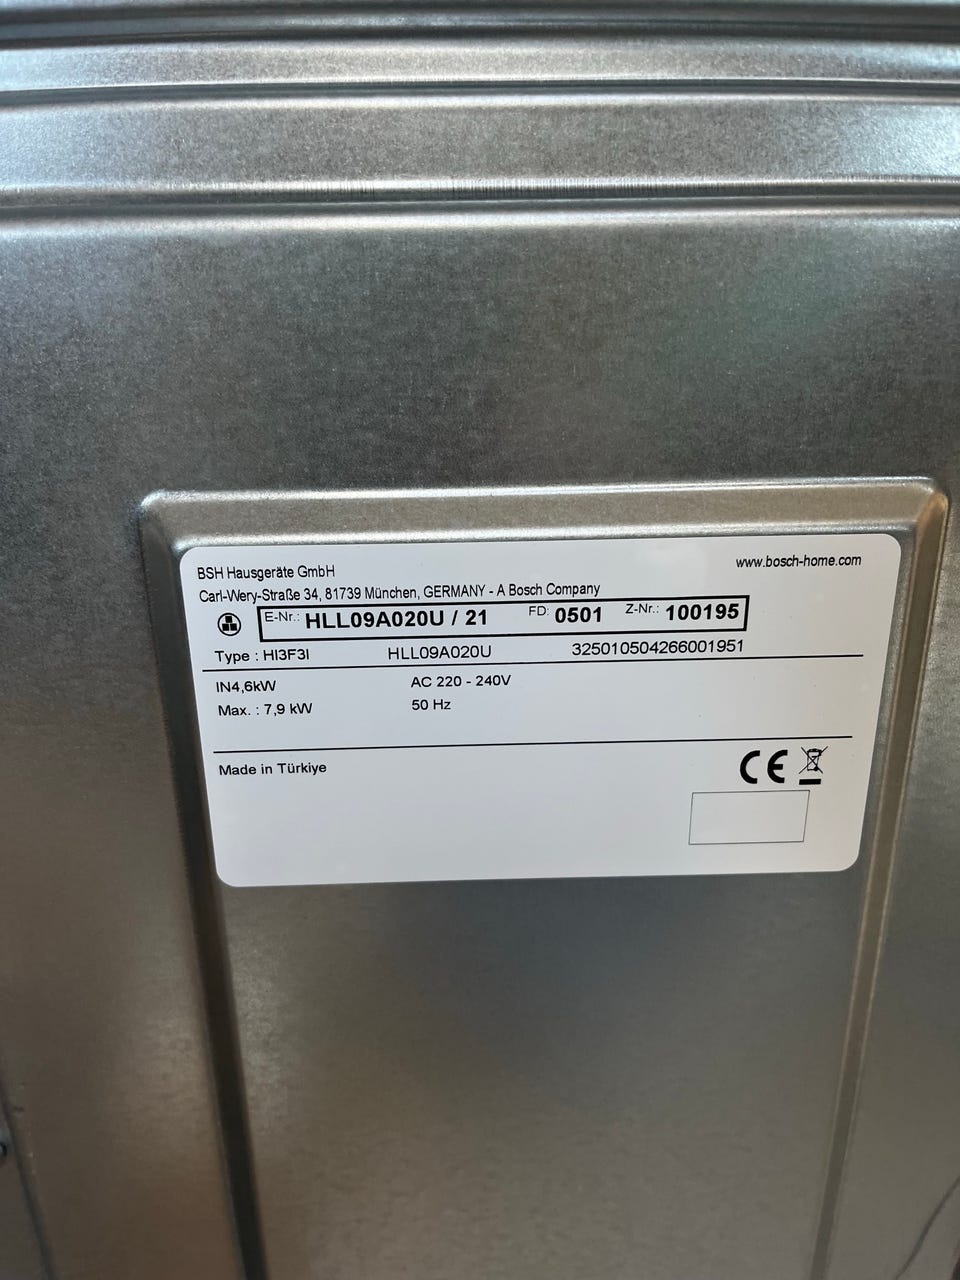 BSH Hausgeräte GmbH
www.bosch-home.com
Carl-Wery-Straße 34, 81739 München, GERMANY - A Bosch Company
E-Nr.: HLL09A020U / 21 FD: 0501 Z-Nr.: 100195
Type : HI3F3I HLL09A020U 325010504266001951
IN4,6kW AC 220 - 240V
Max. : 7,9 kW 50 Hz
Made in Türkiye
CE